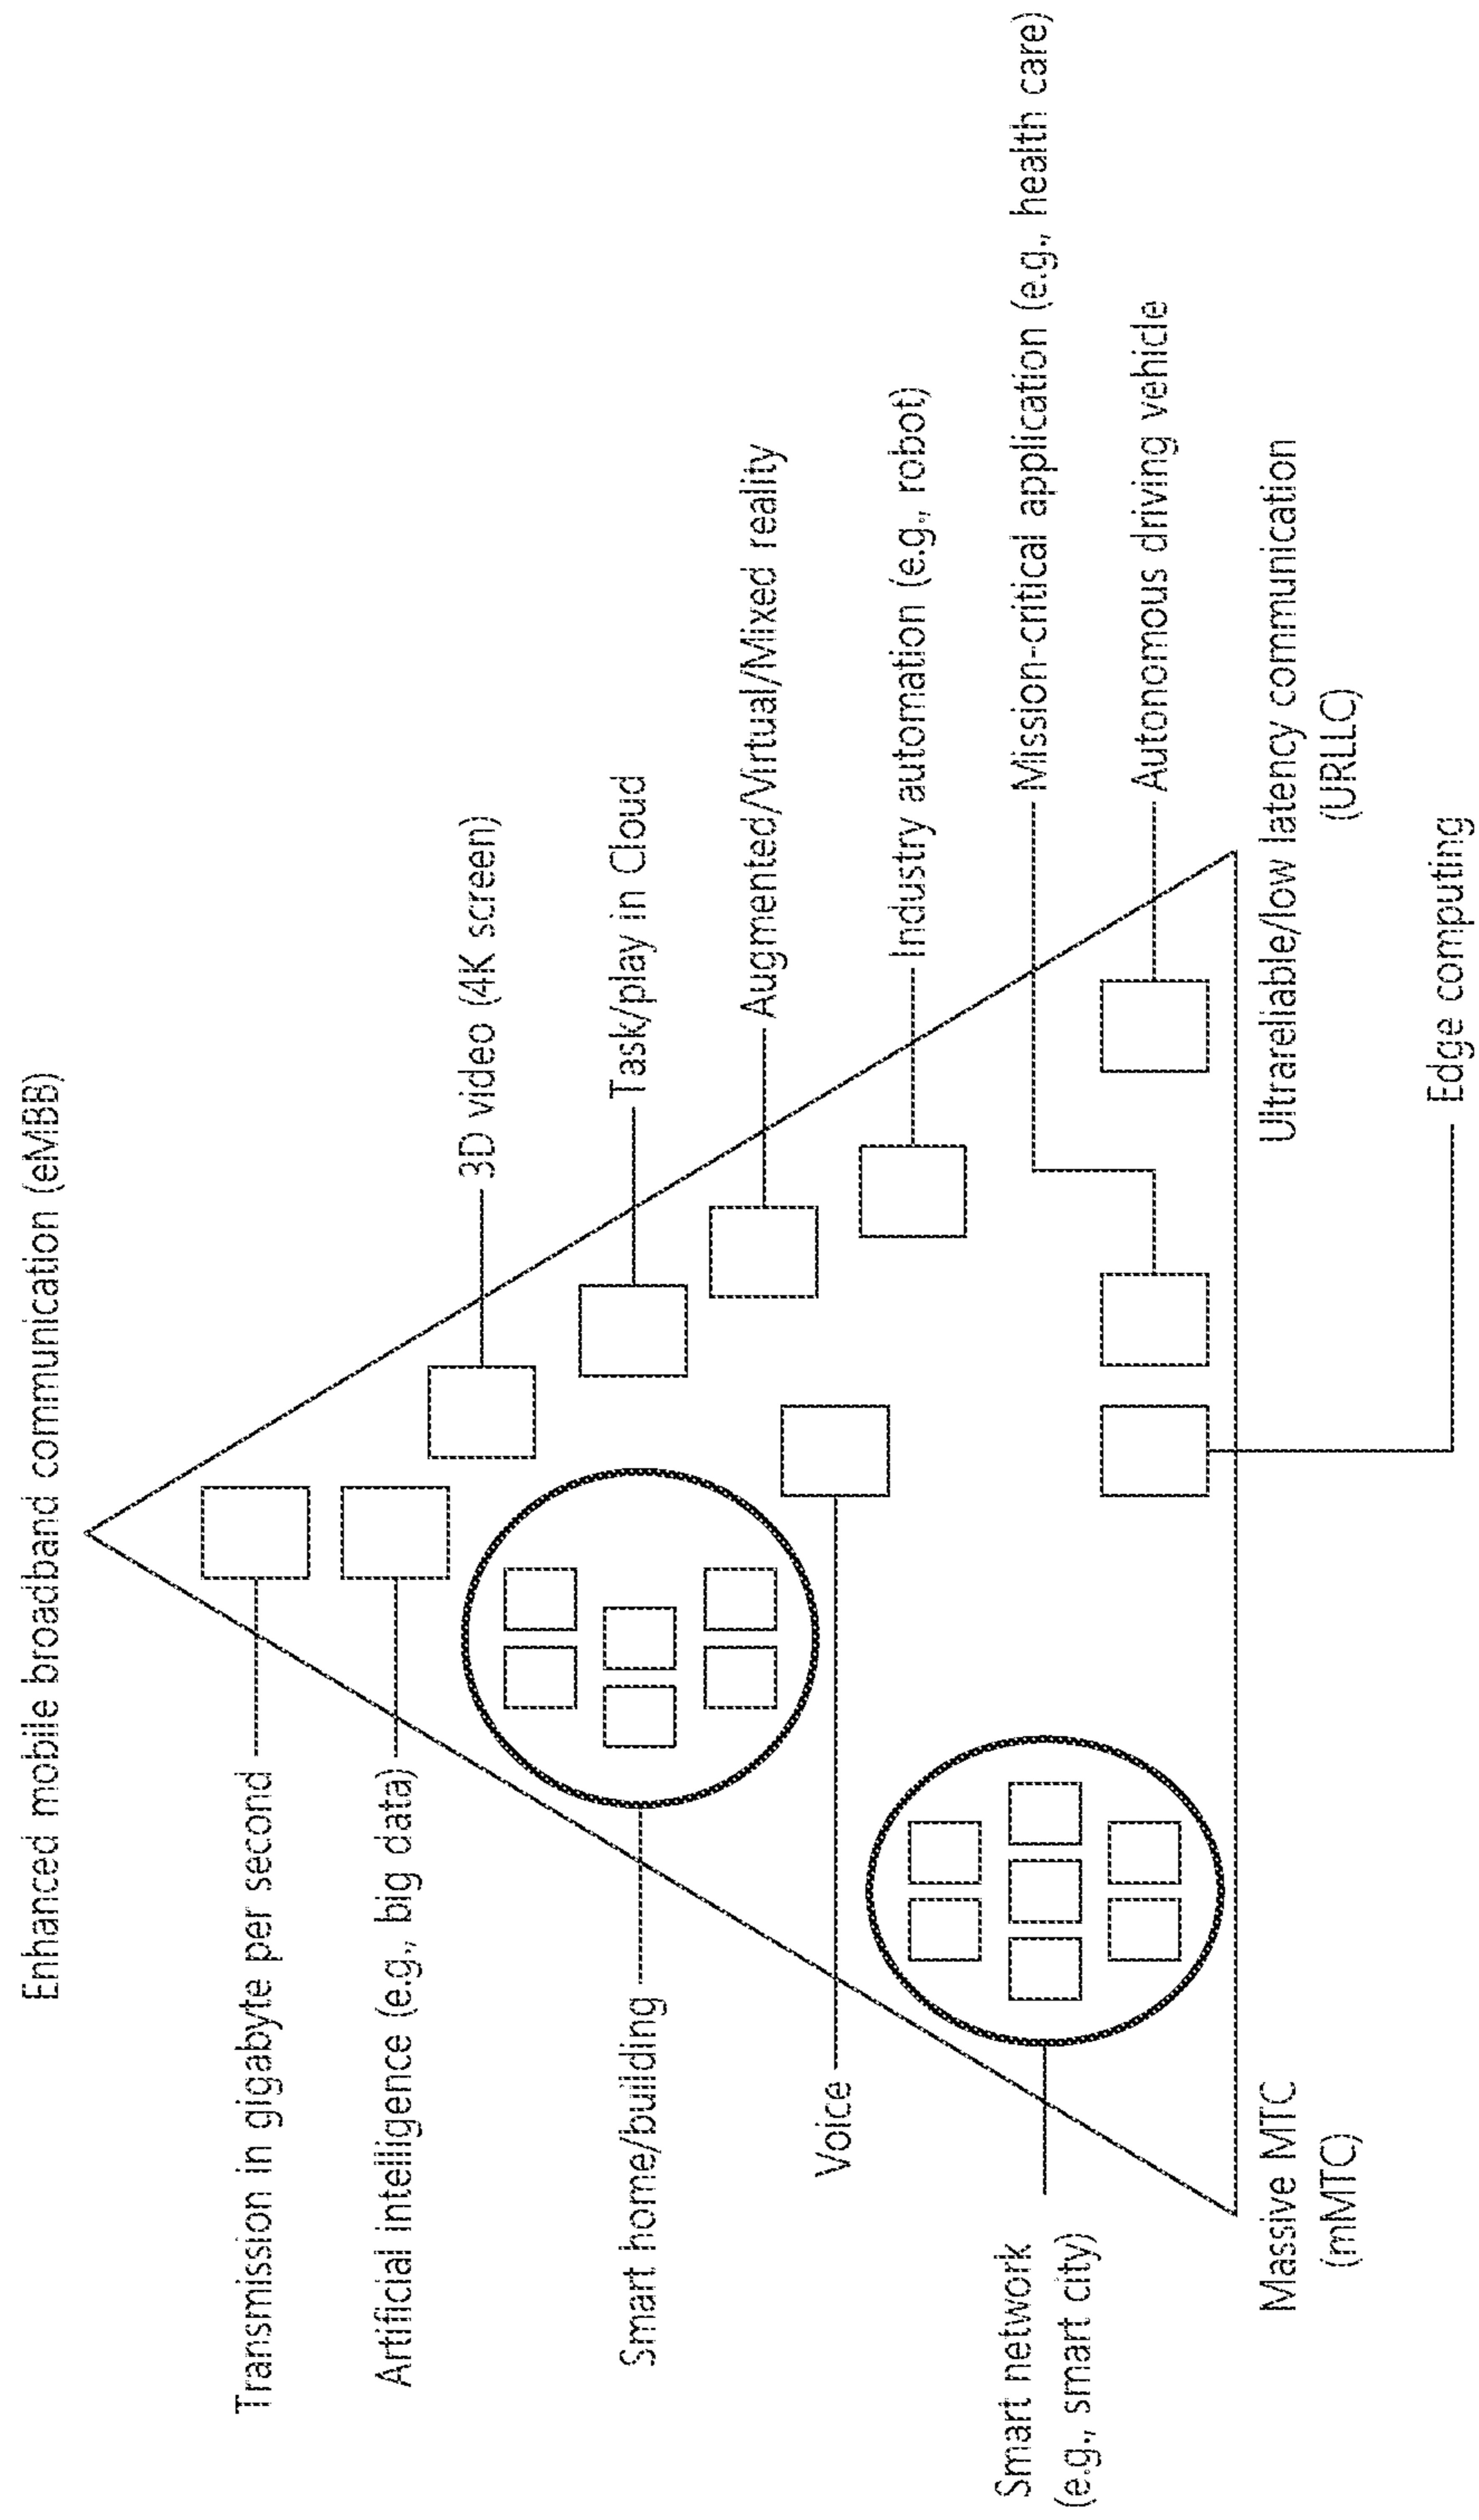 Enhanced mobile broadband communication (eMBB)
Transmission in gigabyte per second
Artificial intelligence (e.g., big data)
3D video (4K screen)
Smart home/building
Task/play in Cloud
Augmented/Virtual/Mixed reality
Voice
Industry automation (e.g., robot)
Smart network
(e.g., smart city)
Mission-critical application (e.g., health care)
Autonomous driving vehicle
Massive MTC
(mMTC)
Ultrareliable/low latency communication
(URLLC)
Edge computing